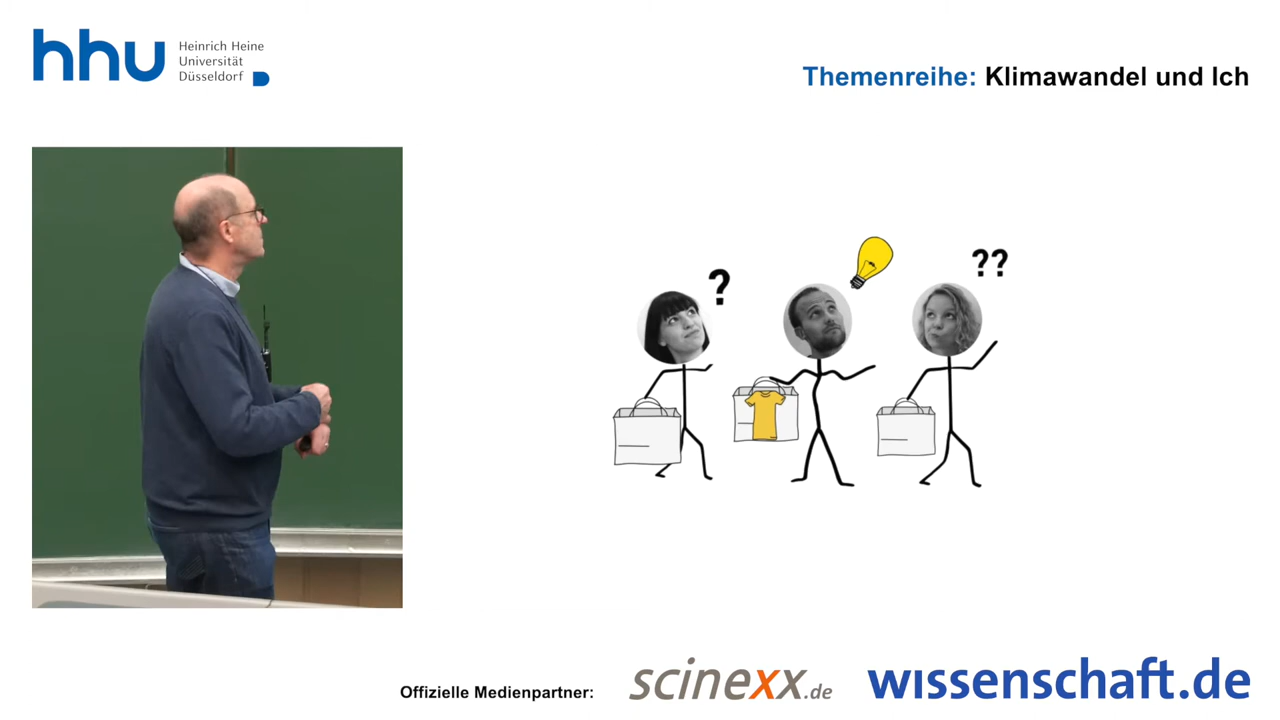 hhu
Heinrich Heine
Universität
Düsseldorf
Themenreihe: Klimawandel und Ich
?
??
Offizielle Medienpartner:
scinexx.de
wissenschaft.de